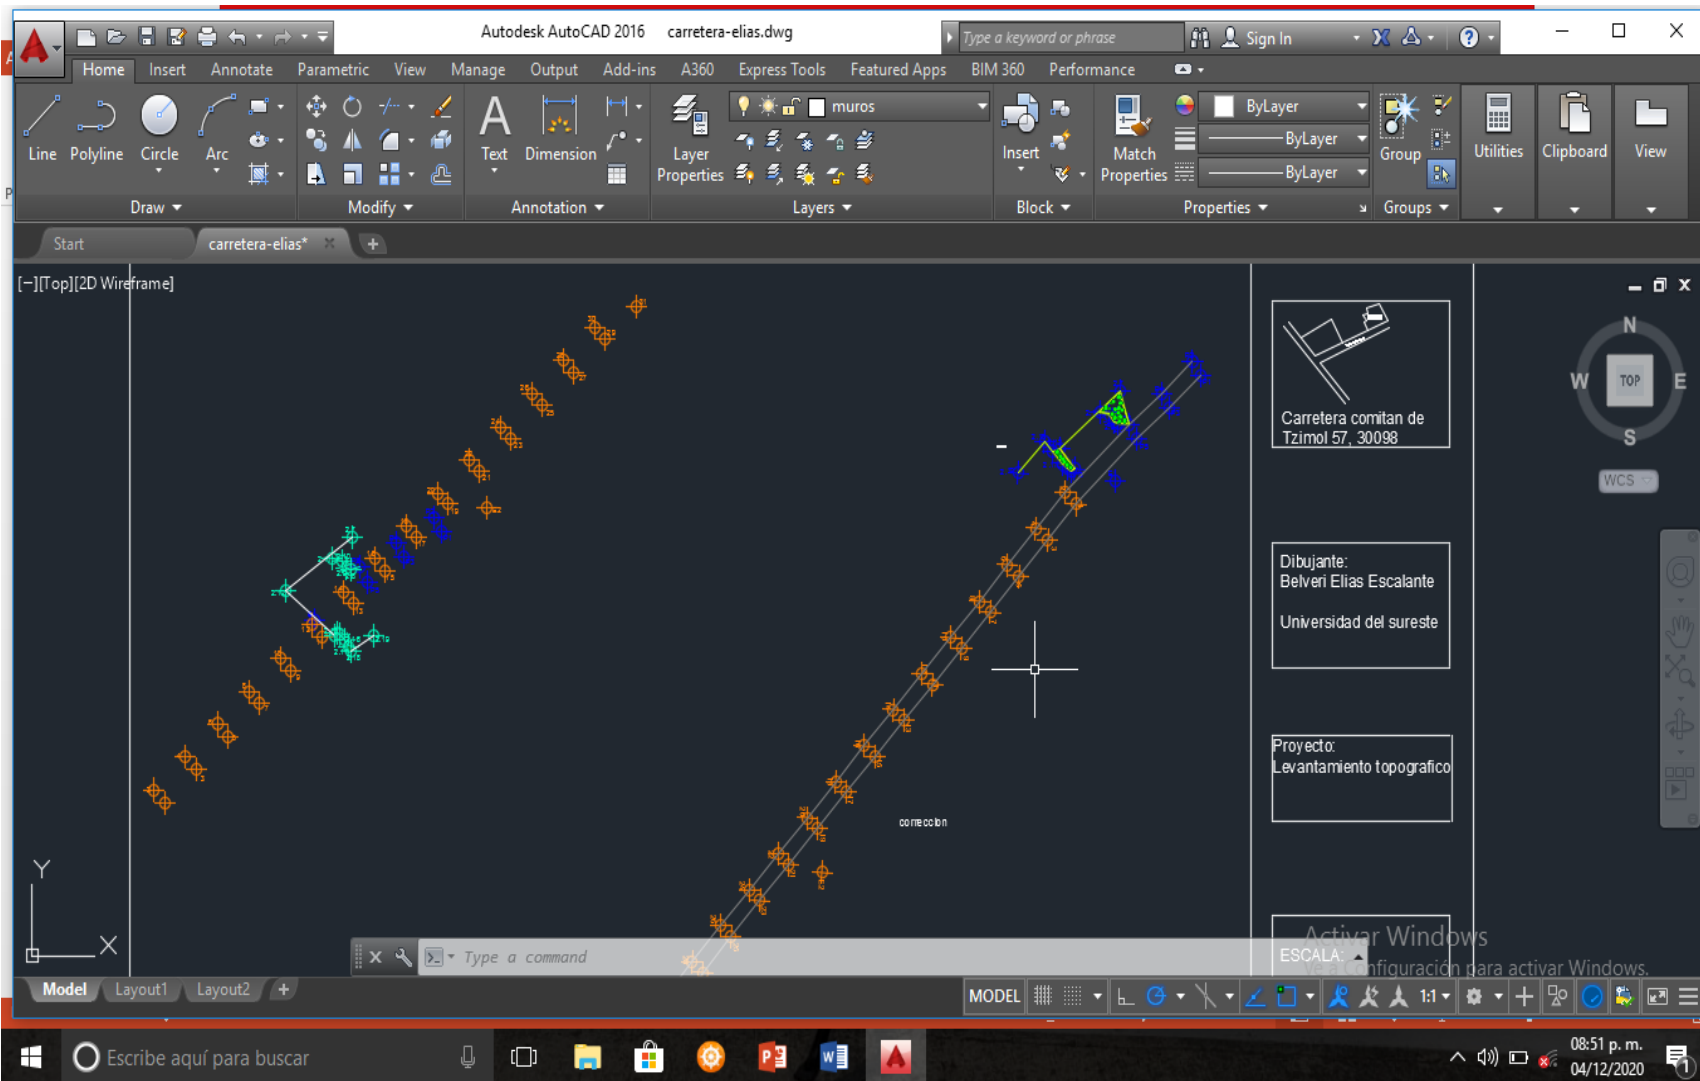 Autodesk AutoCAD 2016 carretera-elias.dwg
Type a keyword or phrase
Sign In
Home Insert Annotate Parametric View Manage Output Add-ins A360 Express Tools Featured Apps BIM 360 Performance
muros
ByLayer
ByLayer
ByLayer
Line Polyline Circle Arc
Text Dimension
Layer
Properties
Insert
Match
Properties
Group
Utilities Clipboard View
Draw Modify Annotation Layers Block Properties Groups
Start carretera-elias*
[−][Top][2D Wireframe]
N
W TOP E
S
WCS
Carretera comitan de
Tzimol 57, 30098
Dibujante:
Belveri Elias Escalante
Universidad del sureste
Proyecto:
Levantamiento topografico
correccion
Y
X
Type a command
ESCALA:
Activar Windows
Ve a Configuración para activar Windows.
Model Layout1 Layout2
MODEL 1:1
Escribe aquí para buscar
08:51 p. m.
04/12/2020
1